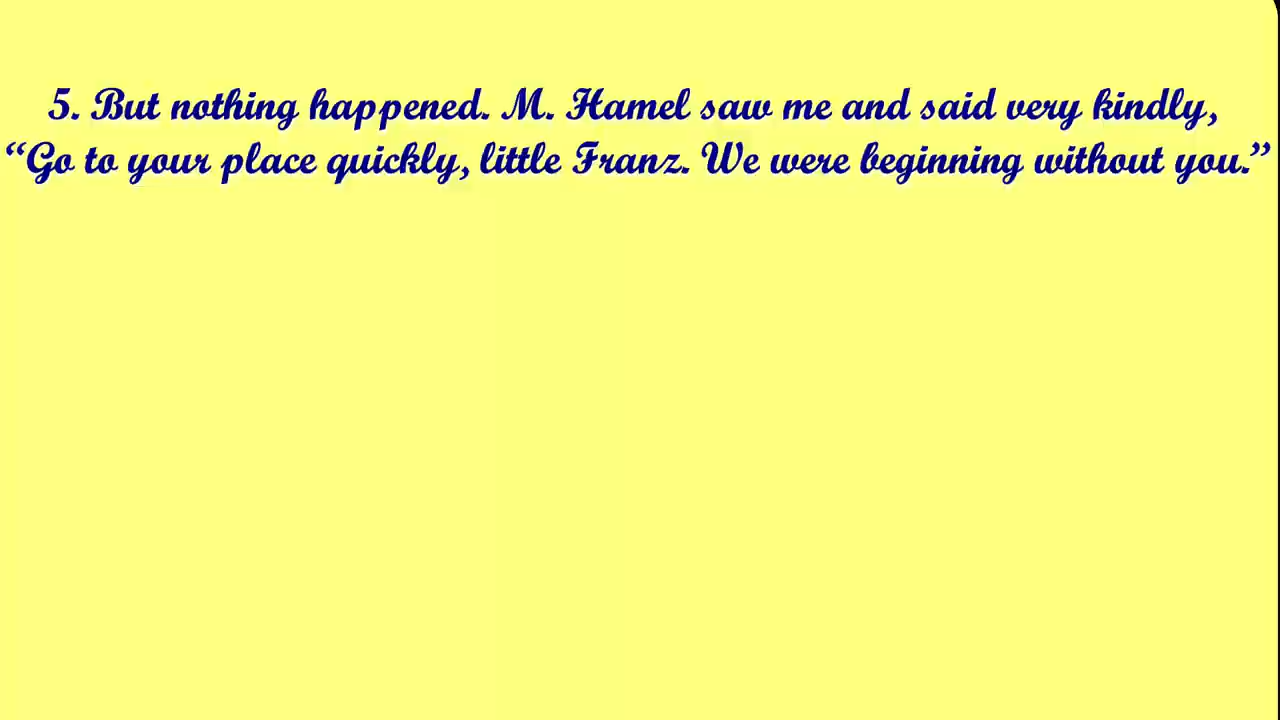 5. But nothing happened. M. Hamel saw me and said very kindly,
“Go to your place quickly, little Franz. We were beginning without you.”